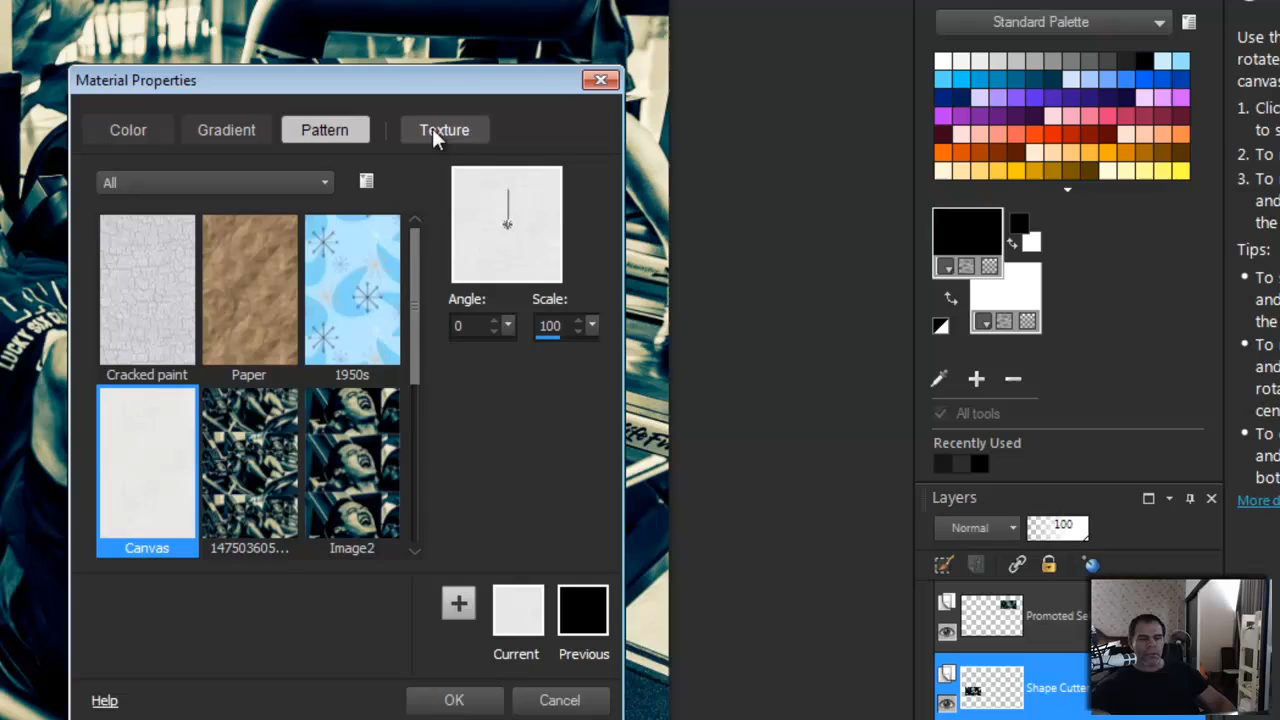 Material Properties
Color
Gradient
Pattern
Texture
All
Cracked paint
Paper
1950s
Canvas
147503605...
Image2
Angle:
Scale:
0
100
Current
Previous
Help
OK
Cancel
LUCKY SIX
Standard Palette
All tools
Recently Used
Layers
Normal
100
Promoted Se
Shape Cutte
Use th
rotate
canvas
1. Clic
to s
2. To
and
3. To
and
the
Tips:
• To
and
the
• To
rota
cen
• To
and
bot
More d